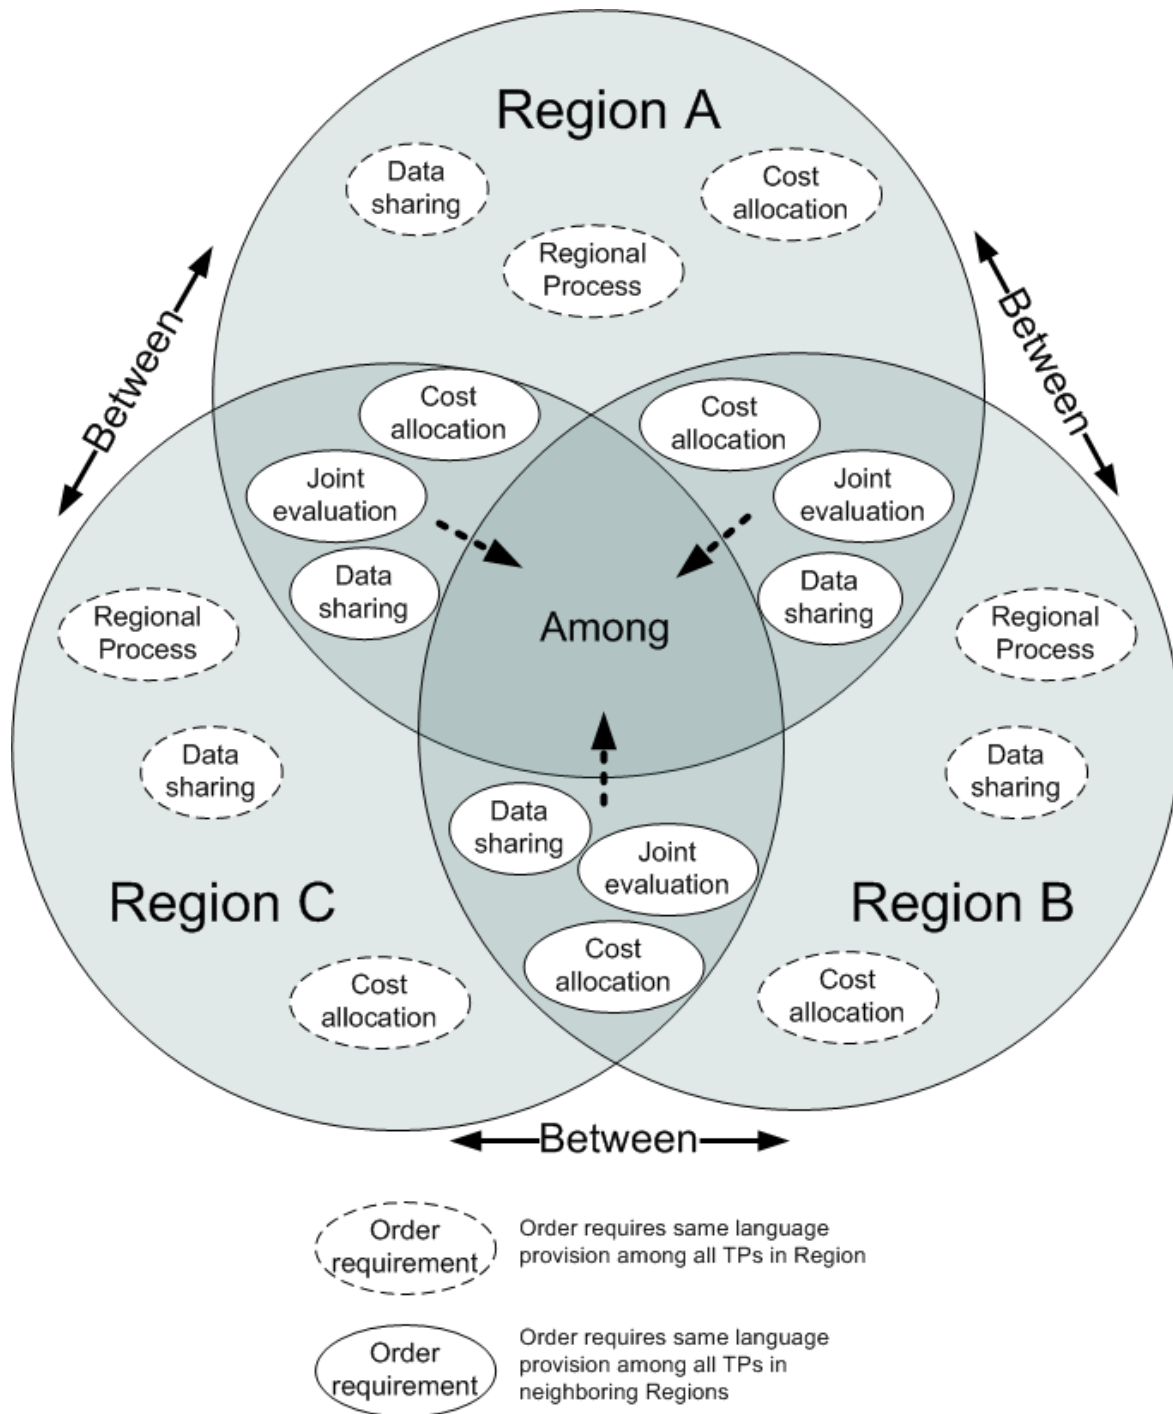 Region A
Data
sharing
Cost
allocation
Regional
Process
Between
Between
Cost
allocation
Joint
evaluation
Data
sharing
Cost
allocation
Joint
evaluation
Data
sharing
Among
Regional
Process
Data
sharing
Region C
Cost
allocation
Data
sharing
Joint
evaluation
Cost
allocation
Regional
Process
Data
sharing
Region B
Cost
allocation
Between
Order
requirement
Order requires same language
provision among all TPs in Region
Order
requirement
Order requires same language
provision among all TPs in
neighboring Regions